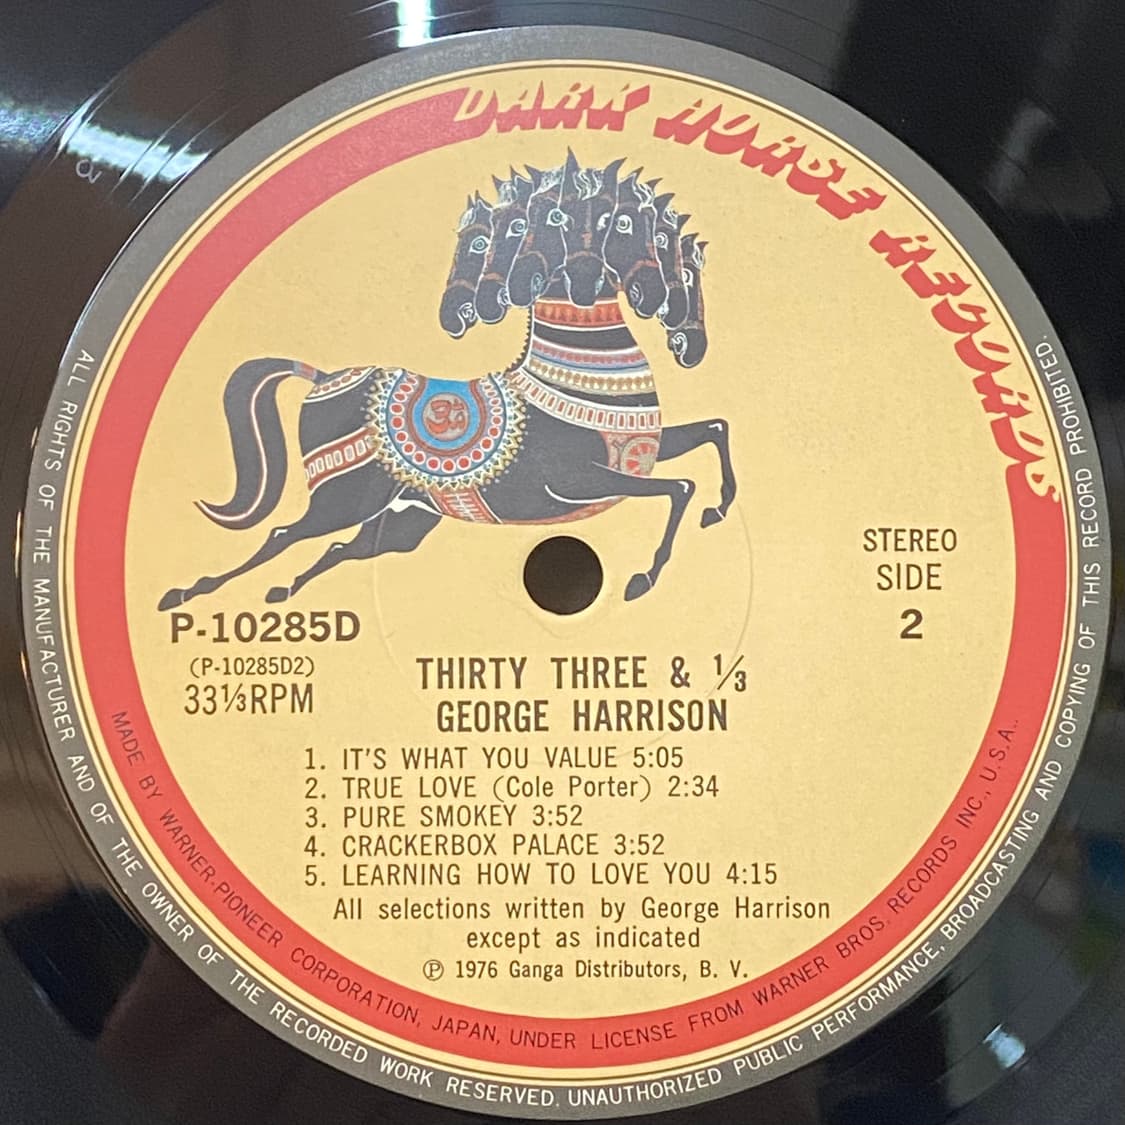 DARK HORSE RECORDS
ॐ
STEREO
SIDE
2
P-10285D
(P-10285D2)
33⅓RPM
THIRTY THREE & ⅓
GEORGE HARRISON
1. IT'S WHAT YOU VALUE 5:05
2. TRUE LOVE (Cole Porter) 2:34
3. PURE SMOKEY 3:52
4. CRACKERBOX PALACE 3:52
5. LEARNING HOW TO LOVE YOU 4:15
All selections written by George Harrison
except as indicated
℗ 1976 Ganga Distributors, B. V.
MADE BY WARNER-PIONEER CORPORATION, JAPAN, UNDER LICENSE FROM WARNER BROS. RECORDS INC., U.S.A..
ALL RIGHTS OF THE MANUFACTURER AND OF THE OWNER OF THE RECORDED WORK RESERVED. UNAUTHORIZED PUBLIC PERFORMANCE, BROADCASTING AND COPYING OF THIS RECORD PROHIBITED.